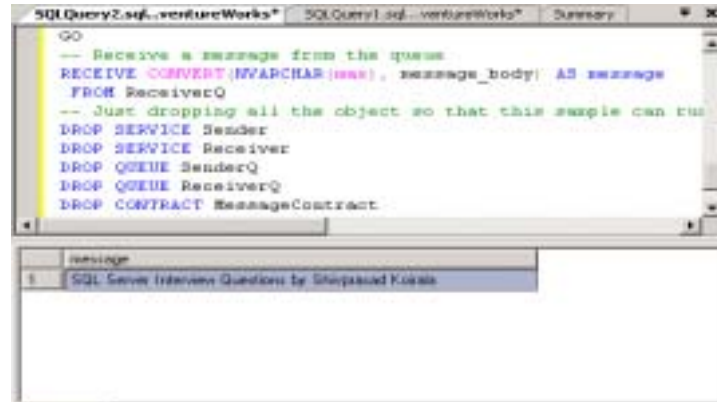 SQLQuery2.sql...ventureWorks* SQLQuery1.sql...ventureWorks* Summary
GO
-- Receive a message from the queue
RECEIVE CONVERT(NVARCHAR(max), message_body) AS message
FROM ReceiverQ
-- Just dropping all the object so that this sample can run
DROP SERVICE Sender
DROP SERVICE Receiver
DROP QUEUE SenderQ
DROP QUEUE ReceiverQ
DROP CONTRACT MessageContract
message
1 SQL Server Interview Questions by Shivprasad Koirala